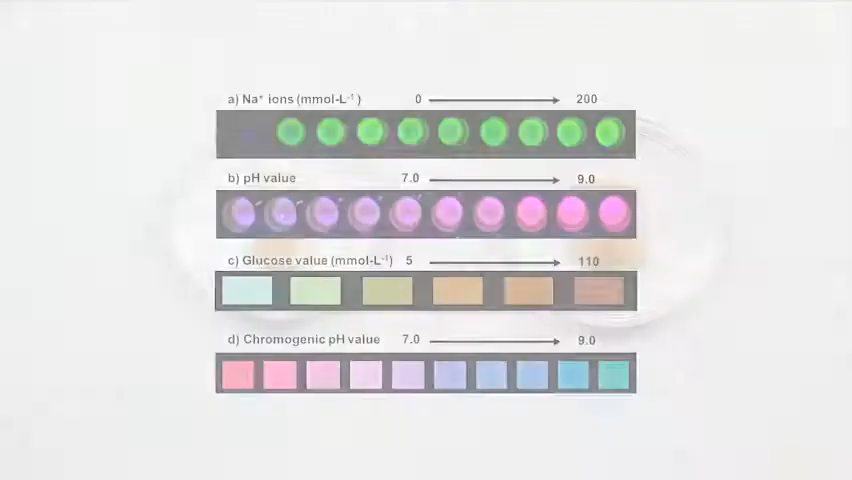 a) Na⁺ ions (mmol-L⁻¹) 0 200
b) pH value 7.0 9.0
c) Glucose value (mmol-L⁻¹) 5 110
d) Chromogenic pH value 7.0 9.0